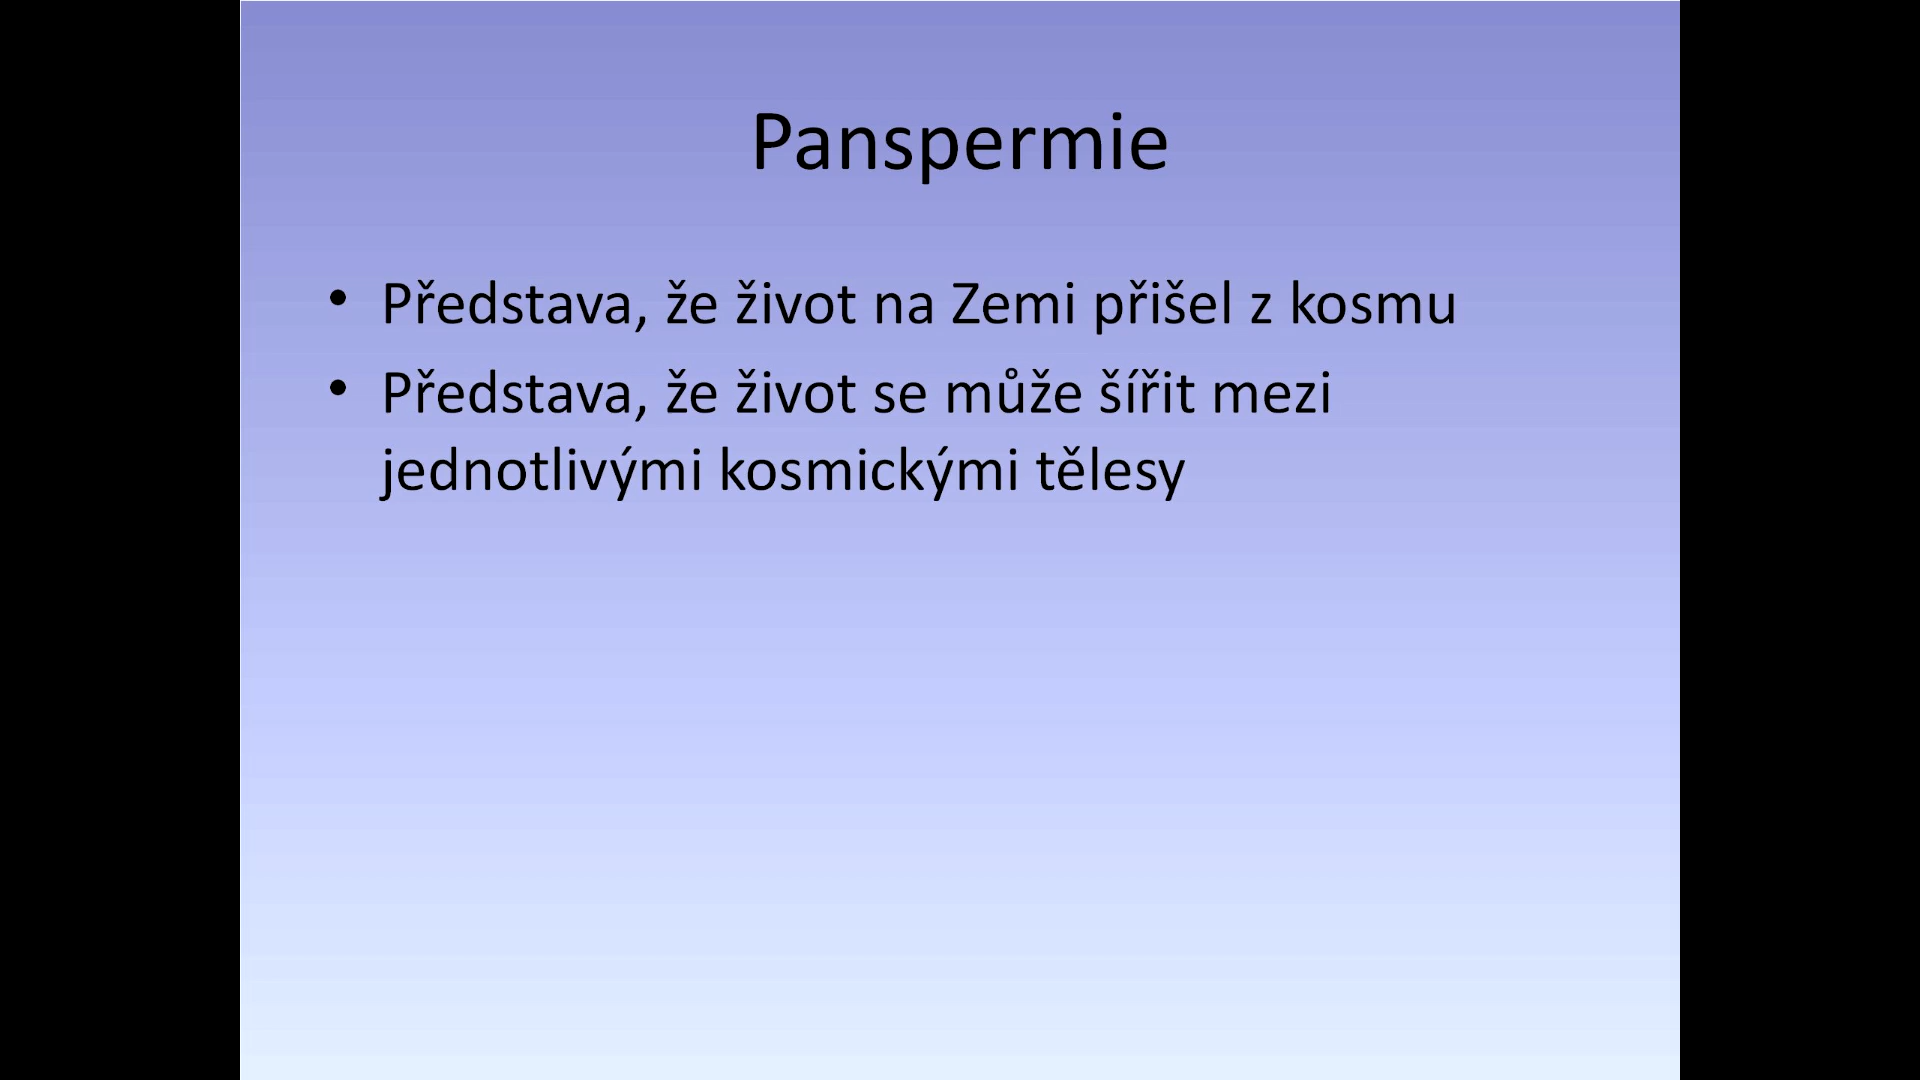 Panspermie
• Představa, že život na Zemi přišel z kosmu
• Představa, že život se může šířit mezi
jednotlivými kosmickými tělesy